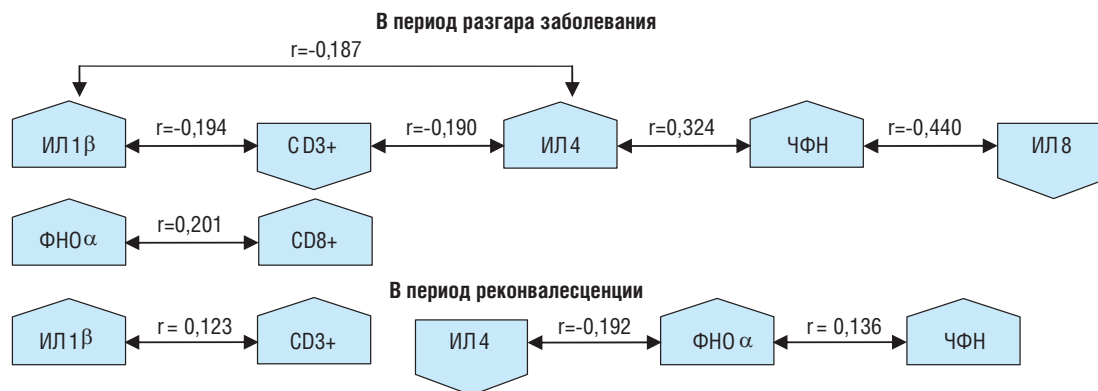 В период разгара заболевания
r=-0,187
ИЛ1β r=-0,194 CD3+ r=-0,190 ИЛ4 r=0,324 ЧФН r=-0,440 ИЛ8
ФНОα r=0,201 CD8+
В период реконвалесценции
ИЛ1β r= 0,123 CD3+ ИЛ4 r=-0,192 ФНОα r= 0,136 ЧФН